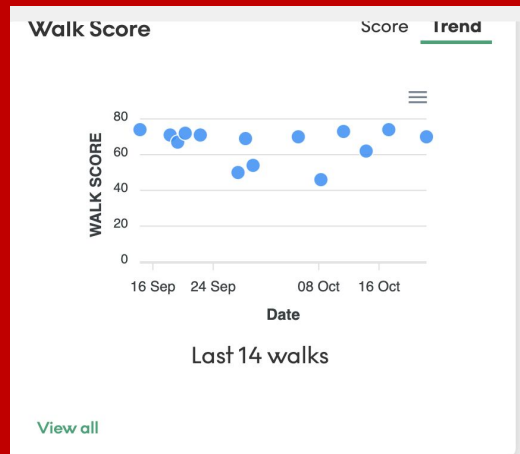 Walk Score
Score Trend
80
60
40
20
0
WALK SCORE
16 Sep 24 Sep 08 Oct 16 Oct
Date
Last 14 walks
View all